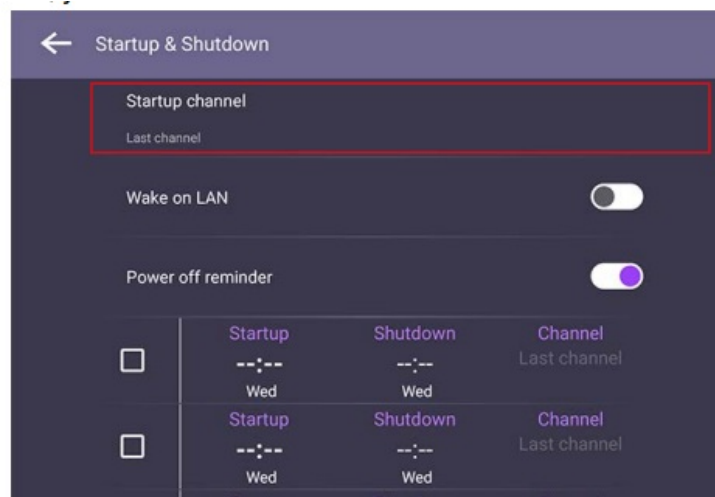 Startup & Shutdown
Startup channel
Last channel
Wake on LAN
Power off reminder
Startup Shutdown Channel
--:-- --:-- Last channel
Wed Wed
Startup Shutdown Channel
--:-- --:-- Last channel
Wed Wed